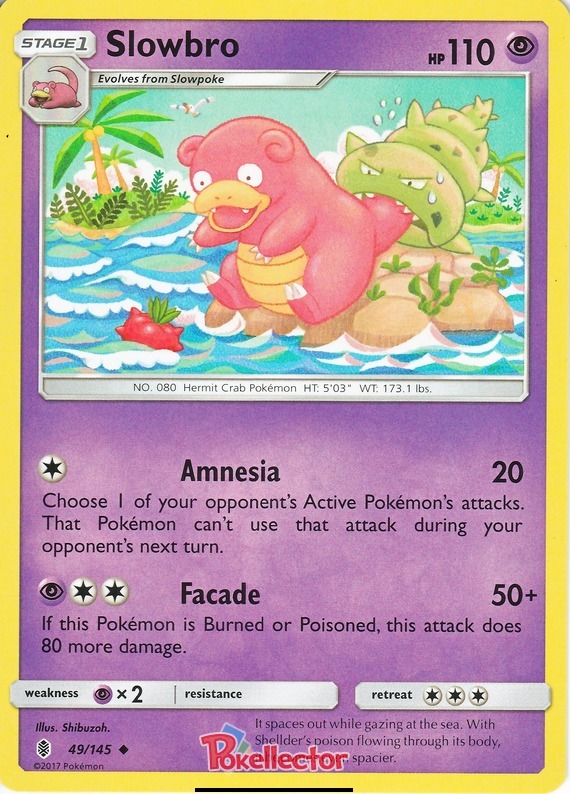 STAGE 1 Slowbro HP 110
Evolves from Slowpoke
NO. 080 Hermit Crab Pokémon HT: 5'03" WT: 173.1 lbs.
Amnesia 20
Choose 1 of your opponent's Active Pokémon's attacks.
That Pokémon can't use that attack during your
opponent's next turn.
Facade 50+
If this Pokémon is Burned or Poisoned, this attack does
80 more damage.
weakness ×2 resistance retreat
Illus. Shibuzoh.
49/145
©2017 Pokémon
It spaces out while gazing at the sea. With
Shellder's poison flowing through its body,
spacier.
Pokellector